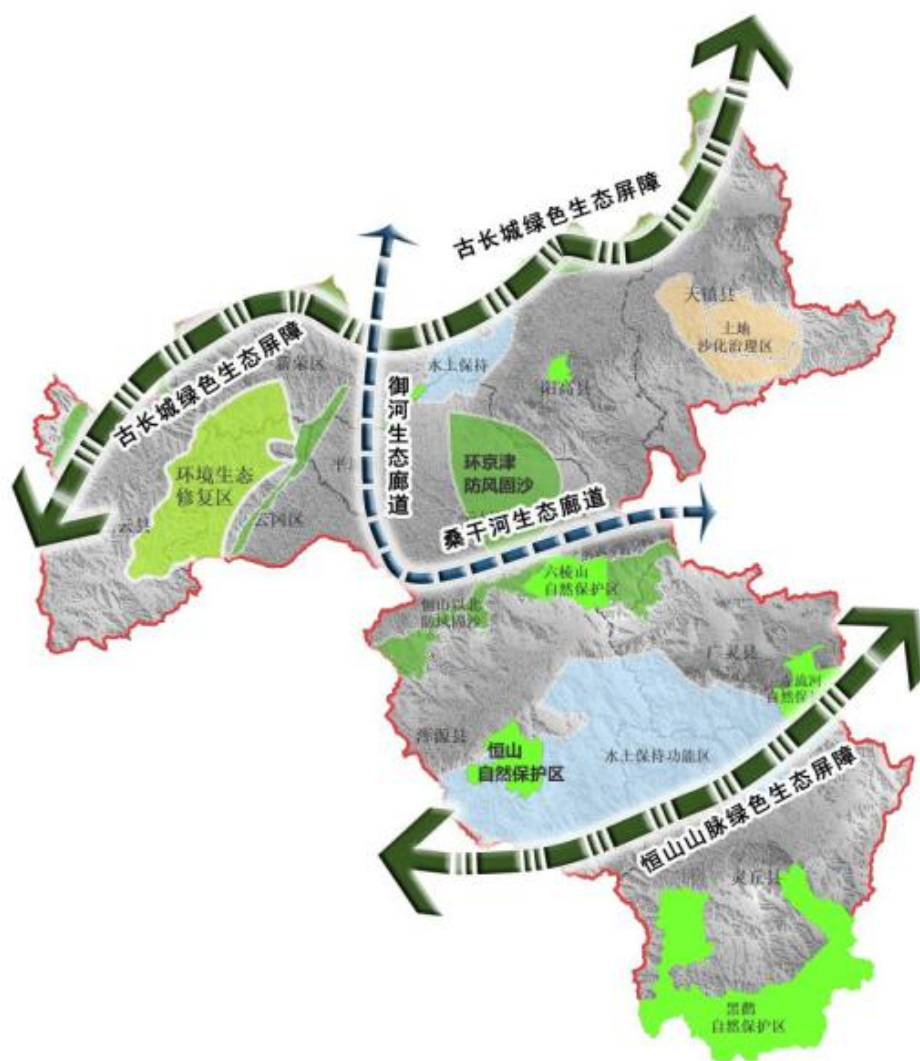 古长城绿色生态屏障
天镇县
土地
沙化治理区
水土保持
新荣区
阳高县
古长城绿色生态屏障
御河生态廊道
环境生态
修复区
环京津
防风固沙
云冈区
桑干河生态廊道
六棱山
自然保护区
恒山以北
防风固沙
广灵县
自然保
浑源县
恒山
自然保护区
水土保持功能区
恒山山脉绿色生态屏障
灵丘县
黑鹳
自然保护区